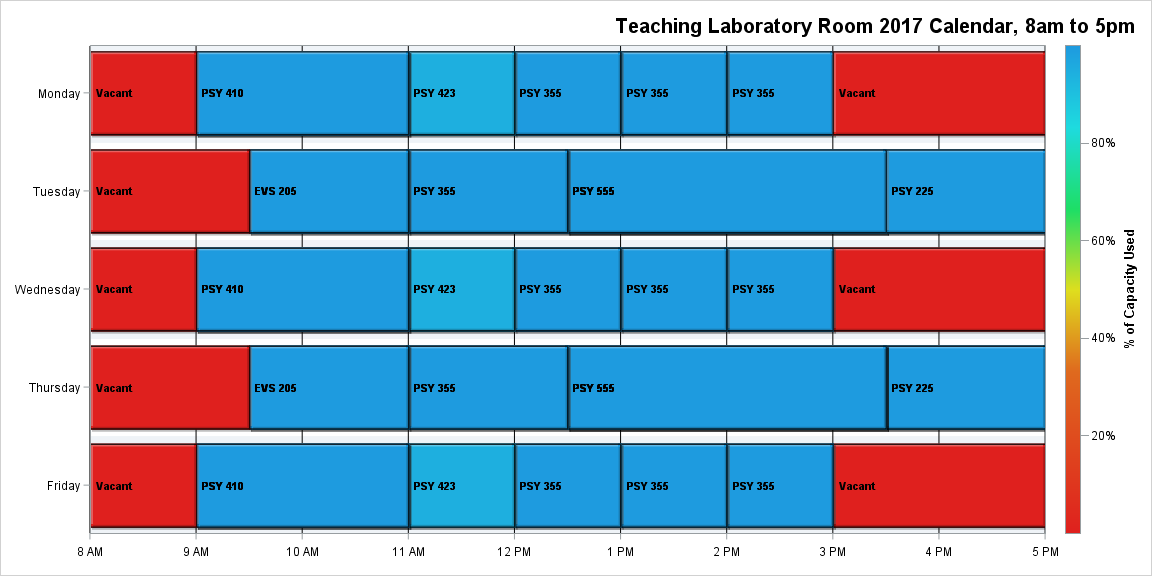 Teaching Laboratory Room 2017 Calendar, 8am to 5pm
Monday
Vacant
PSY 410
PSY 423
PSY 355
PSY 355
PSY 355
Vacant
Tuesday
Vacant
EVS 205
PSY 355
PSY 555
PSY 225
Wednesday
Vacant
PSY 410
PSY 423
PSY 355
PSY 355
PSY 355
Vacant
Thursday
Vacant
EVS 205
PSY 355
PSY 555
PSY 225
Friday
Vacant
PSY 410
PSY 423
PSY 355
PSY 355
PSY 355
Vacant
8 AM
9 AM
10 AM
11 AM
12 PM
1 PM
2 PM
3 PM
4 PM
5 PM
80%
60%
40%
20%
% of Capacity Used